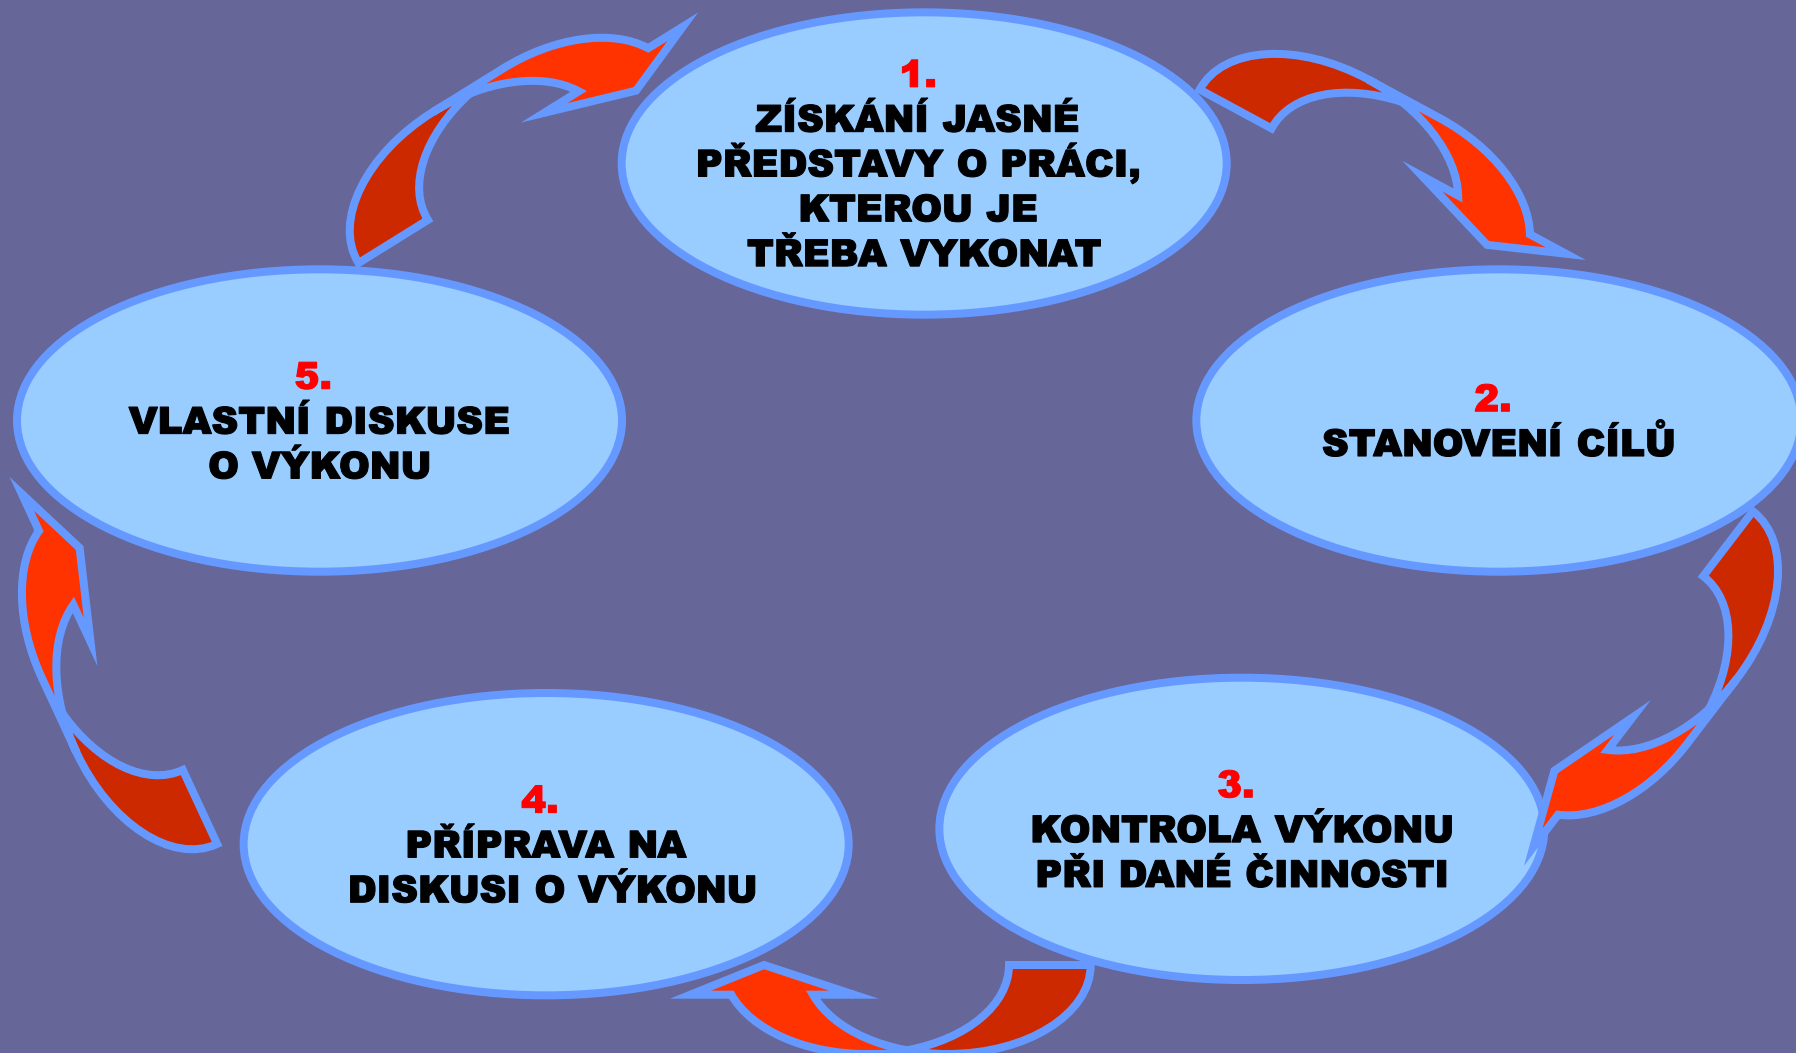 1.
ZÍSKÁNÍ JASNÉ
PŘEDSTAVY O PRÁCI,
KTEROU JE
TŘEBA VYKONAT
2.
STANOVENÍ CÍLŮ
3.
KONTROLA VÝKONU
PŘI DANÉ ČINNOSTI
4.
PŘÍPRAVA NA
DISKUSI O VÝKONU
5.
VLASTNÍ DISKUSE
O VÝKONU